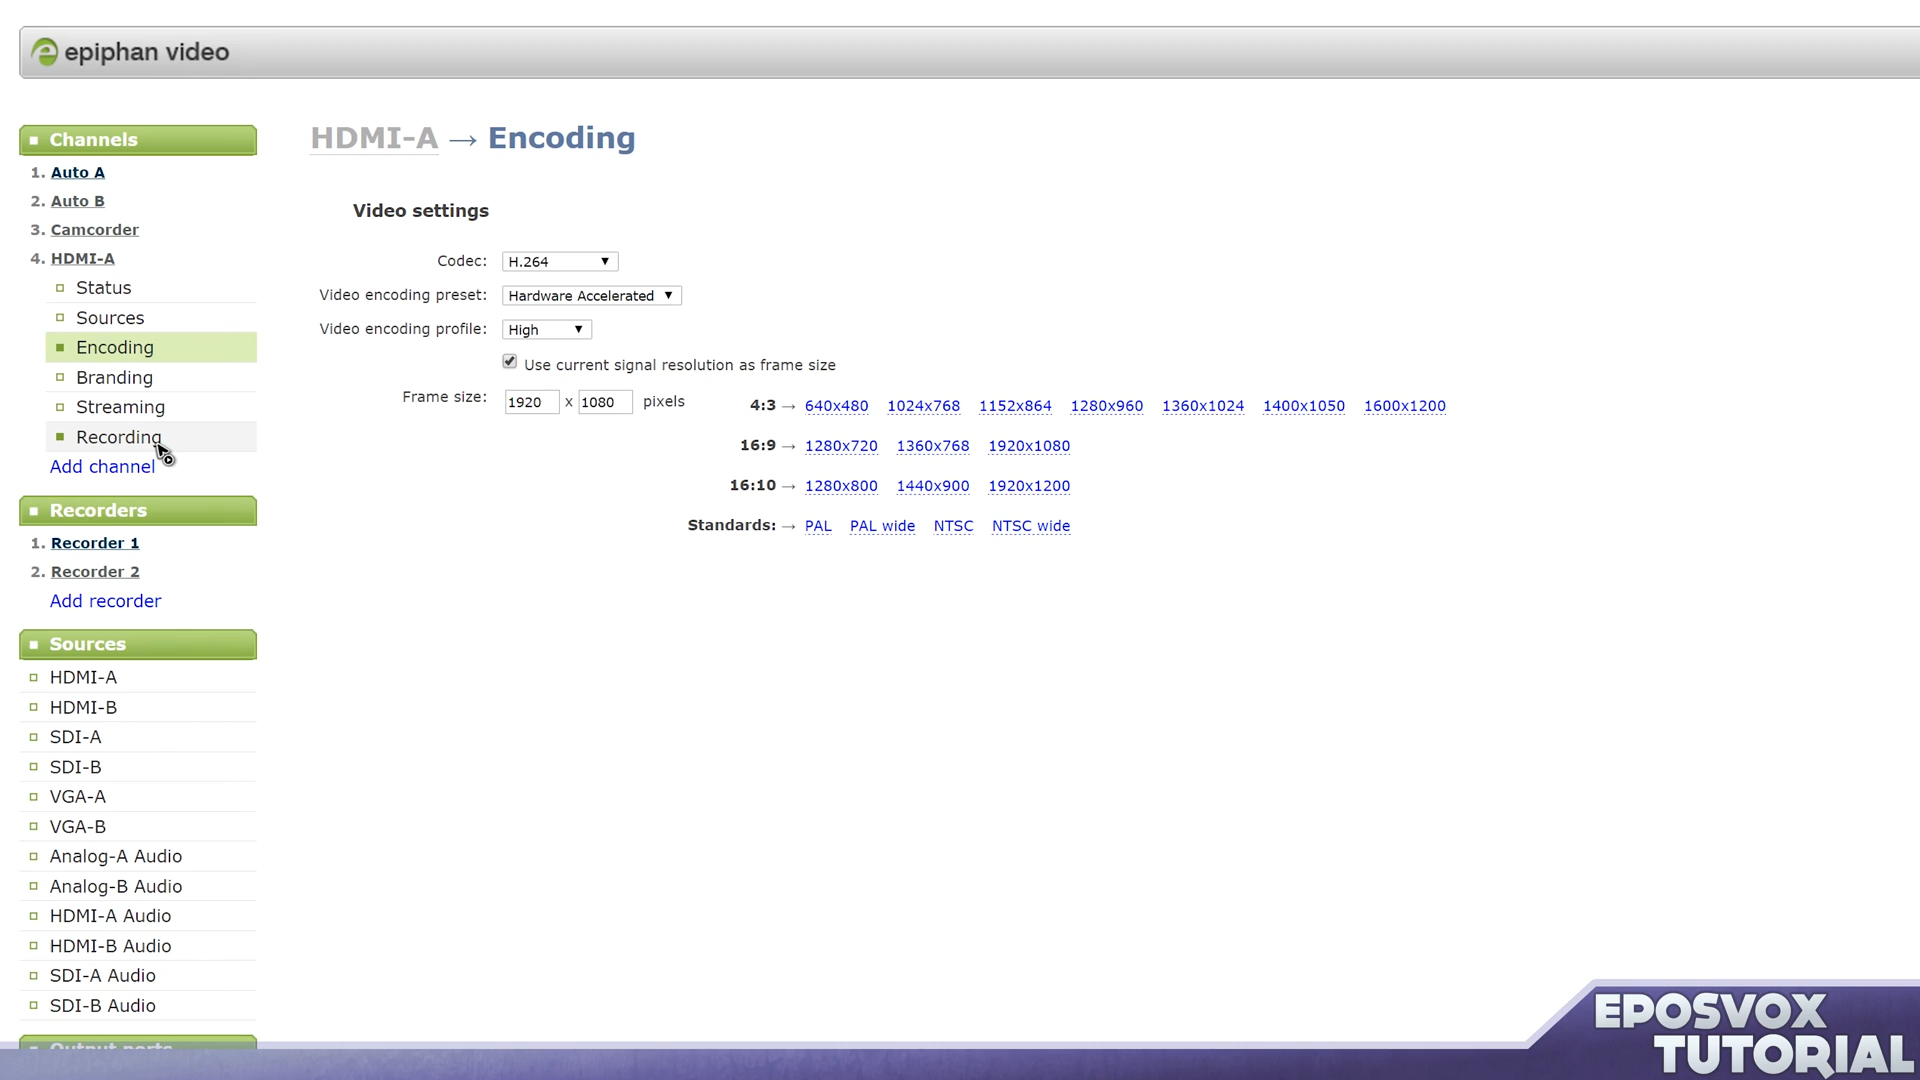 epiphan video
Channels
1. Auto A
2. Auto B
3. Camcorder
4. HDMI-A
Status
Sources
Encoding
Branding
Streaming
Recording
Add channel
Recorders
1. Recorder 1
2. Recorder 2
Add recorder
Sources
HDMI-A
HDMI-B
SDI-A
SDI-B
VGA-A
VGA-B
Analog-A Audio
Analog-B Audio
HDMI-A Audio
HDMI-B Audio
SDI-A Audio
SDI-B Audio
Output ports
HDMI-A → Encoding
Video settings
Codec: H.264
Video encoding preset: Hardware Accelerated
Video encoding profile: High
Use current signal resolution as frame size
Frame size: 1920 x 1080 pixels
4:3 → 640x480 1024x768 1152x864 1280x960 1360x1024 1400x1050 1600x1200
16:9 → 1280x720 1360x768 1920x1080
16:10 → 1280x800 1440x900 1920x1200
Standards: → PAL PAL wide NTSC NTSC wide
EPOSVOX
TUTORIAL